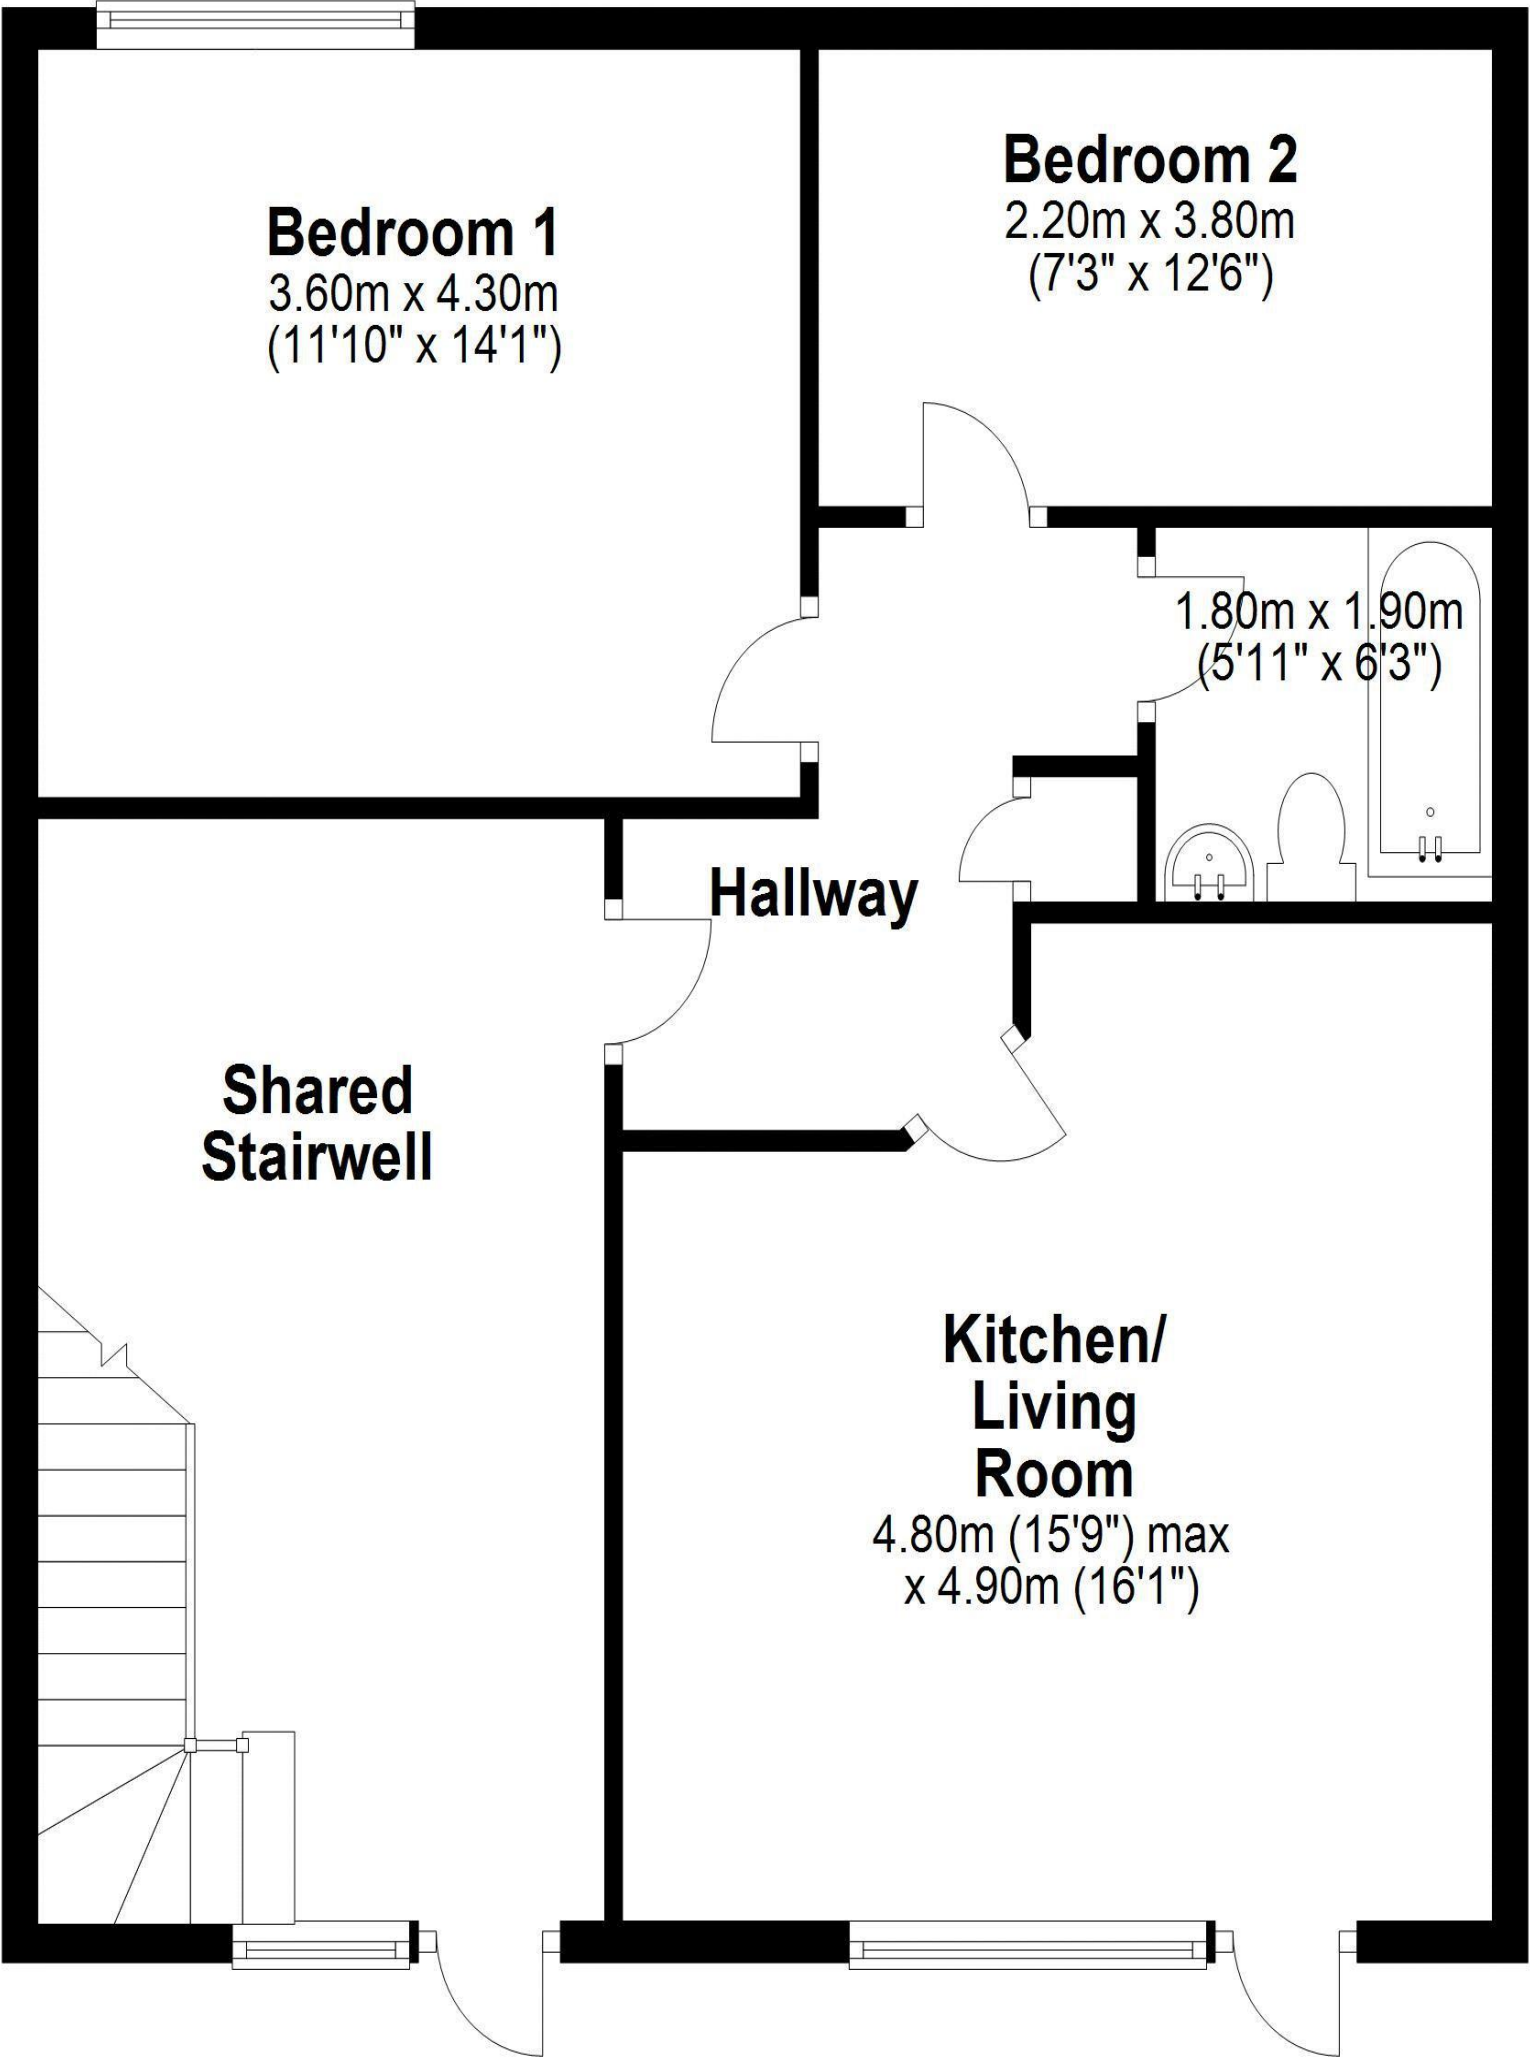 Bedroom 1
3.60m x 4.30m
(11'10" x 14'1")
Bedroom 2
2.20m x 3.80m
(7'3" x 12'6")
1.80m x 1.90m
(5'11" x 6'3")
Hallway
Shared
Stairwell
Kitchen/
Living
Room
4.80m (15'9") max
x 4.90m (16'1")